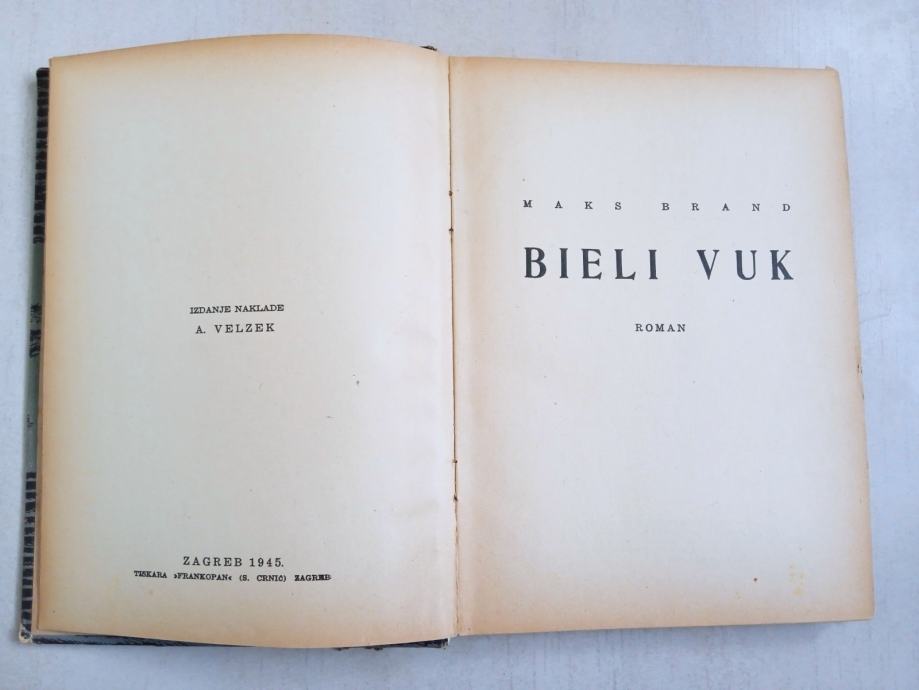 IZDANJE NAKLADE
A. VELZEK
ZAGREB 1945.
TISKARA »FRANKOPAN« (S. CRNIĆ) ZAGREB
MAKS BRAND
BIELI VUK
ROMAN